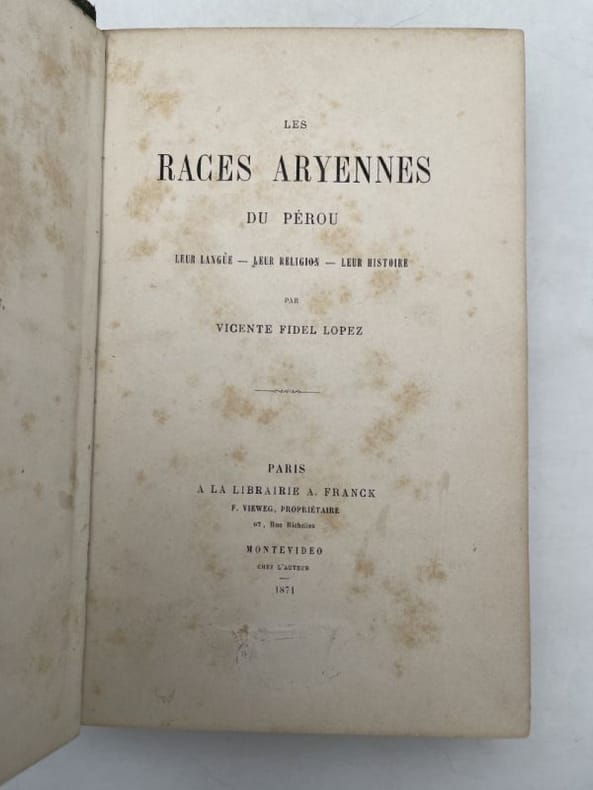 LES
RACES ARYENNES
DU PÉROU
LEUR LANGUE — LEUR RELIGION — LEUR HISTOIRE
PAR
VICENTE FIDEL LOPEZ
PARIS
A LA LIBRAIRIE A. FRANCK
F. VIEWEG, PROPRIÉTAIRE
67, Rue Richelieu
MONTEVIDEO
CHEZ L'AUTEUR
1871